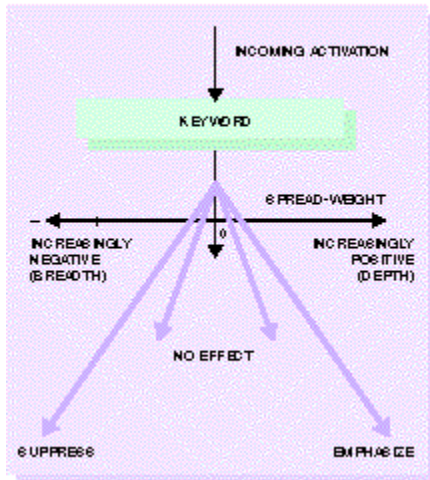 INCOMING ACTIVATION
KEYWORD
SPREAD-WEIGHT
–
0
INCREASINGLY
NEGATIVE
(BREADTH)
INCREASINGLY
POSITIVE
(DEPTH)
NO EFFECT
SUPPRESS
EMPHASIZE